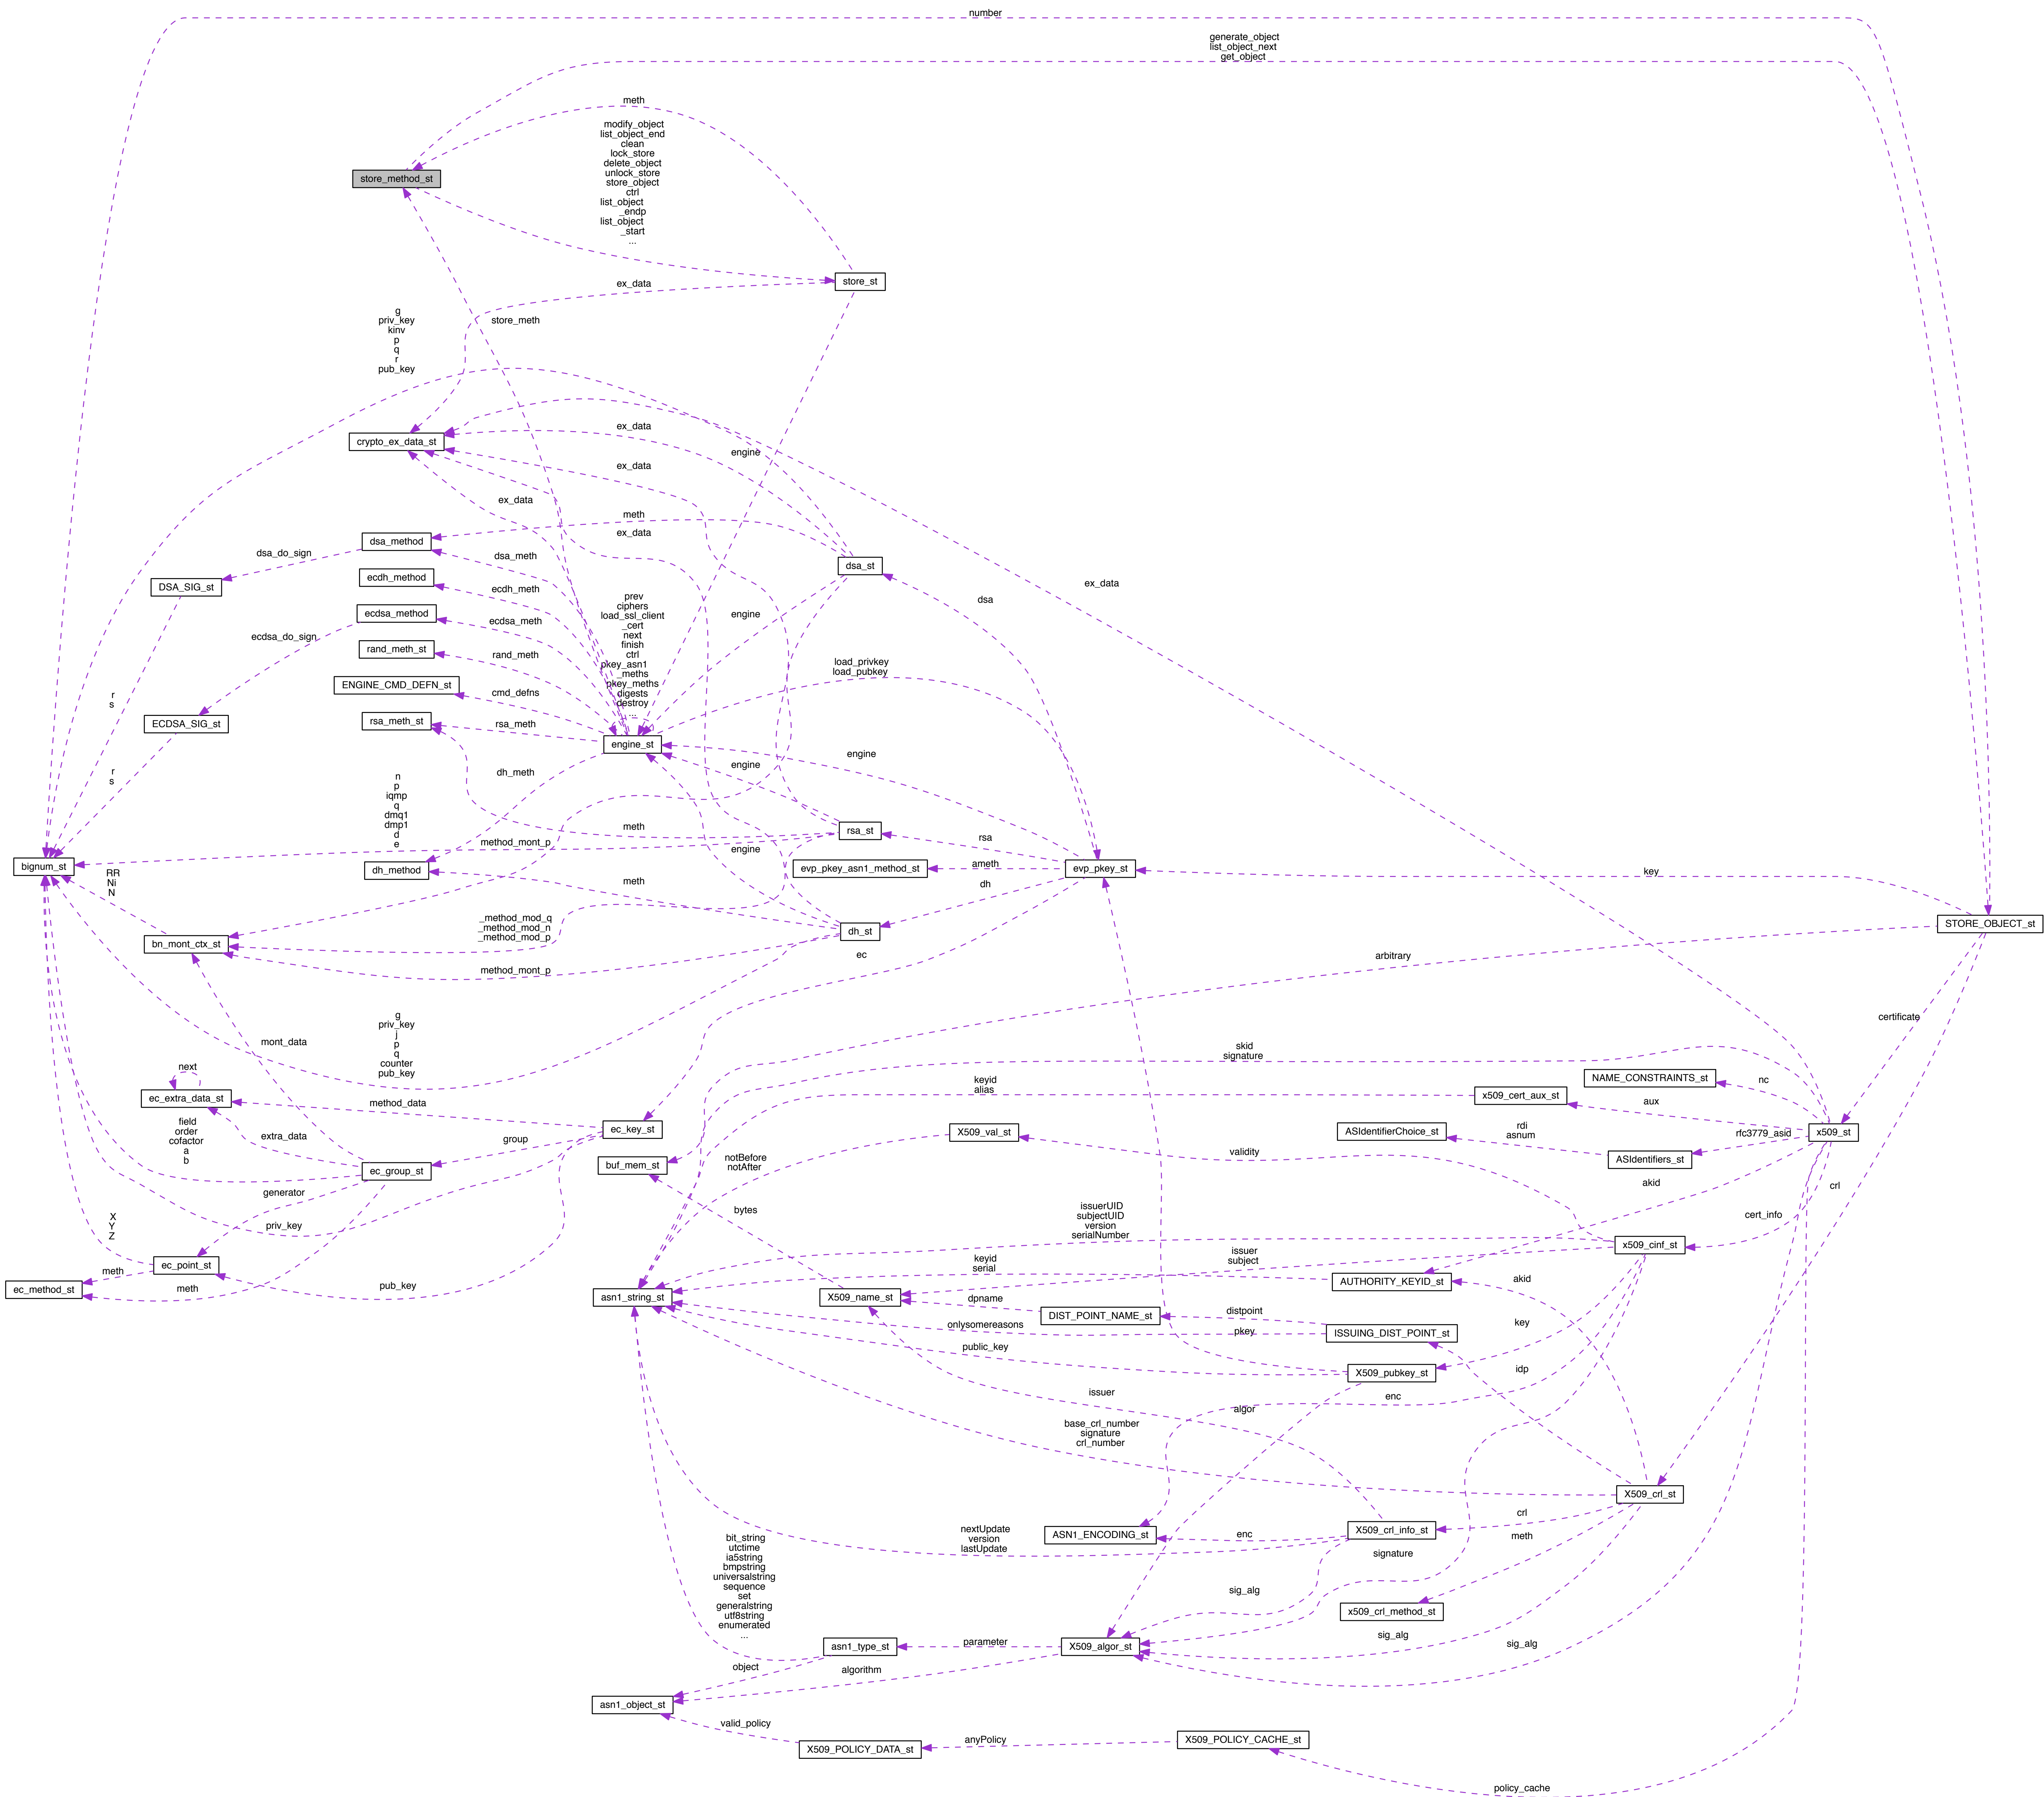 number
generate_object
list_object_next
get_object
meth
modify_object
list_object_end
clean
lock_store
delete_object
unlock_store
store_object
ctrl
list_object
_endp
list_object
_start
...
store_method_st
store_st
ex_data
store_meth
g
priv_key
kinv
p
q
r
pub_key
crypto_ex_data_st
ex_data
engine
ex_data
ex_data
meth
ex_data
dsa_method
dsa_do_sign
dsa_meth
dsa_st
ex_data
DSA_SIG_st
ecdh_method
ecdh_meth
dsa
prev
ciphers
load_ssl_client
_cert
next
finish
ctrl
pkey_asn1
_meths
pkey_meths
digests
destroy
...
ecdsa_method
ecdsa_meth
engine
ecdsa_do_sign
rand_meth_st
rand_meth
load_privkey
load_pubkey
ENGINE_CMD_DEFN_st
cmd_defns
r
s
rsa_meth_st
rsa_meth
ECDSA_SIG_st
engine_st
engine
engine
dh_meth
r
s
n
p
iqmp
q
dmq1
dmp1
d
e
meth
rsa_st
rsa
method_mont_p
engine
bignum_st
RR
Ni
N
dh_method
evp_pkey_asn1_method_st
ameth
evp_pkey_st
key
meth
dh
_method_mod_q
_method_mod_n
_method_mod_p
STORE_OBJECT_st
bn_mont_ctx_st
dh_st
ec
arbitrary
method_mont_p
g
priv_key
j
p
q
counter
pub_key
certificate
mont_data
skid
signature
next
keyid
alias
NAME_CONSTRAINTS_st
nc
ec_extra_data_st
method_data
x509_cert_aux_st
aux
field
order
cofactor
a
b
extra_data
group
ec_key_st
X509_val_st
ASIdentifierChoice_st
rdi
asnum
rfc3779_asid
x509_st
notBefore
notAfter
validity
ASIdentifiers_st
buf_mem_st
ec_group_st
akid
crl
generator
bytes
issuerUID
subjectUID
version
serialNumber
cert_info
X
Y
Z
priv_key
x509_cinf_st
ec_point_st
meth
keyid
serial
issuer
subject
akid
ec_method_st
meth
pub_key
asn1_string_st
X509_name_st
dpname
AUTHORITY_KEYID_st
DIST_POINT_NAME_st
distpoint
onlysomereasons
pkey
ISSUING_DIST_POINT_st
key
public_key
X509_pubkey_st
idp
issuer
enc
algor
base_crl_number
signature
crl_number
X509_crl_st
crl
nextUpdate
version
lastUpdate
ASN1_ENCODING_st
enc
X509_crl_info_st
meth
bit_string
utctime
ia5string
bmpstring
universalstring
sequence
set
generalstring
utf8string
enumerated
...
signature
sig_alg
x509_crl_method_st
sig_alg
asn1_type_st
parameter
X509_algor_st
sig_alg
object
algorithm
asn1_object_st
valid_policy
X509_POLICY_DATA_st
anyPolicy
X509_POLICY_CACHE_st
policy_cache